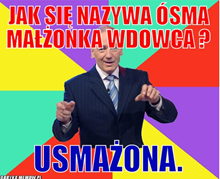 JAK SIĘ NAZYWA ÓSMA
MAŁŻONKA WDOWCA ?
USMAŻONA.